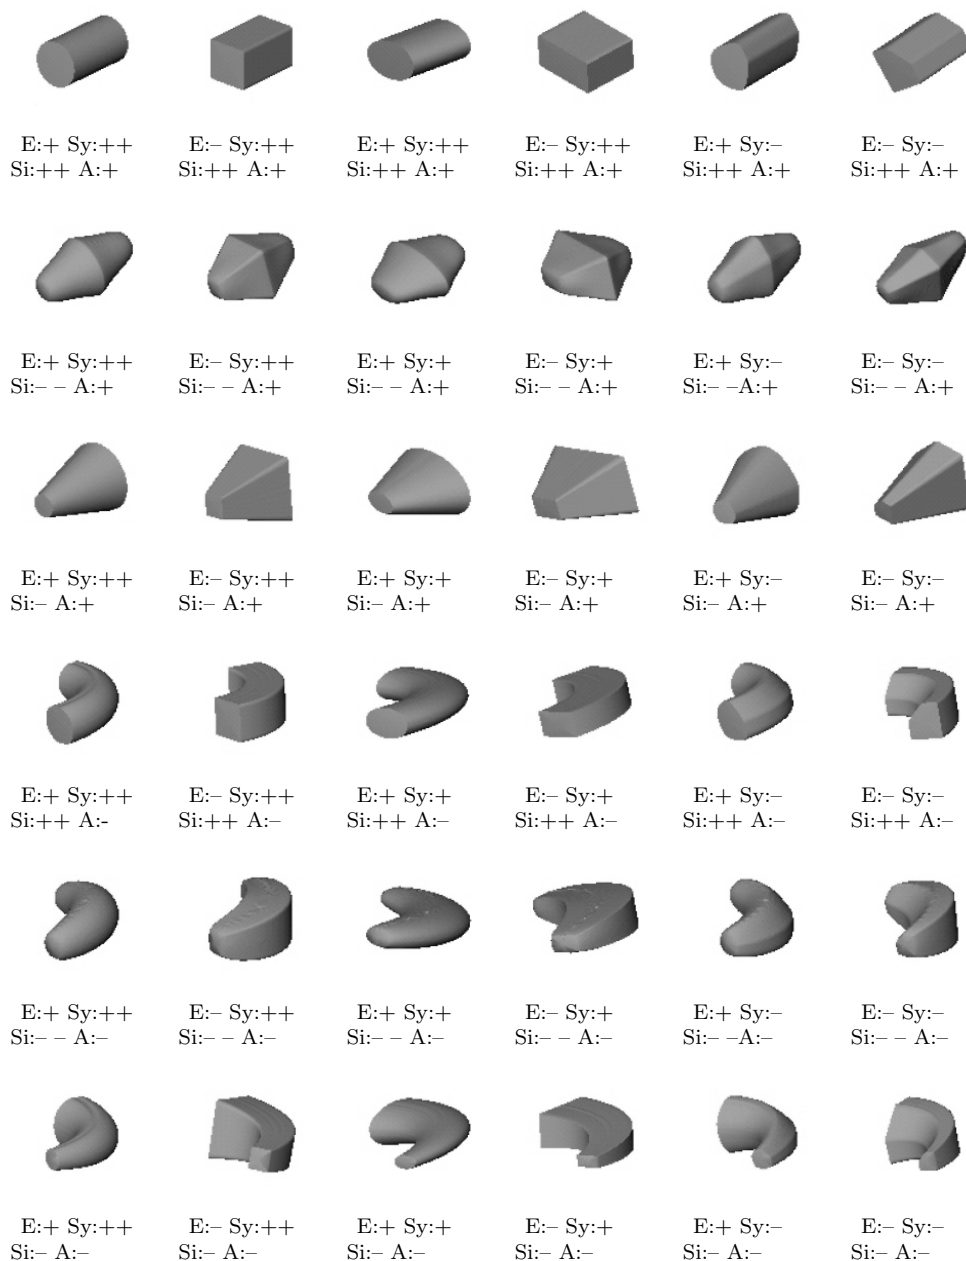 E:+ Sy:++ E:– Sy:++ E:+ Sy:++ E:– Sy:++ E:+ Sy:– E:– Sy:–
Si:++ A:+ Si:++ A:+ Si:++ A:+ Si:++ A:+ Si:++ A:+ Si:++ A:+
E:+ Sy:++ E:– Sy:++ E:+ Sy:+ E:– Sy:+ E:+ Sy:– E:– Sy:–
Si:– – A:+ Si:– – A:+ Si:– – A:+ Si:– – A:+ Si:– –A:+ Si:– – A:+
E:+ Sy:++ E:– Sy:++ E:+ Sy:+ E:– Sy:+ E:+ Sy:– E:– Sy:–
Si:– A:+ Si:– A:+ Si:– A:+ Si:– A:+ Si:– A:+ Si:– A:+
E:+ Sy:++ E:– Sy:++ E:+ Sy:+ E:– Sy:+ E:+ Sy:– E:– Sy:–
Si:++ A:- Si:++ A:– Si:++ A:– Si:++ A:– Si:++ A:– Si:++ A:–
E:+ Sy:++ E:– Sy:++ E:+ Sy:+ E:– Sy:+ E:+ Sy:– E:– Sy:–
Si:– – A:– Si:– – A:– Si:– – A:– Si:– – A:– Si:– –A:– Si:– – A:–
E:+ Sy:++ E:– Sy:++ E:+ Sy:+ E:– Sy:+ E:+ Sy:– E:– Sy:–
Si:– A:– Si:– A:– Si:– A:– Si:– A:– Si:– A:– Si:– A:–